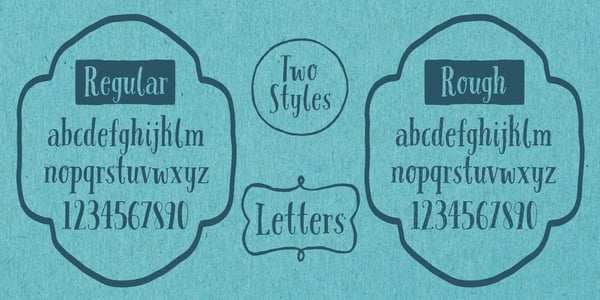 Regular
abcdefghijklm
nopqrstuvwxyz
1234567890
Two
Styles
Letters
Rough
abcdefghijklm
nopqrstuvwxyz
1234567890